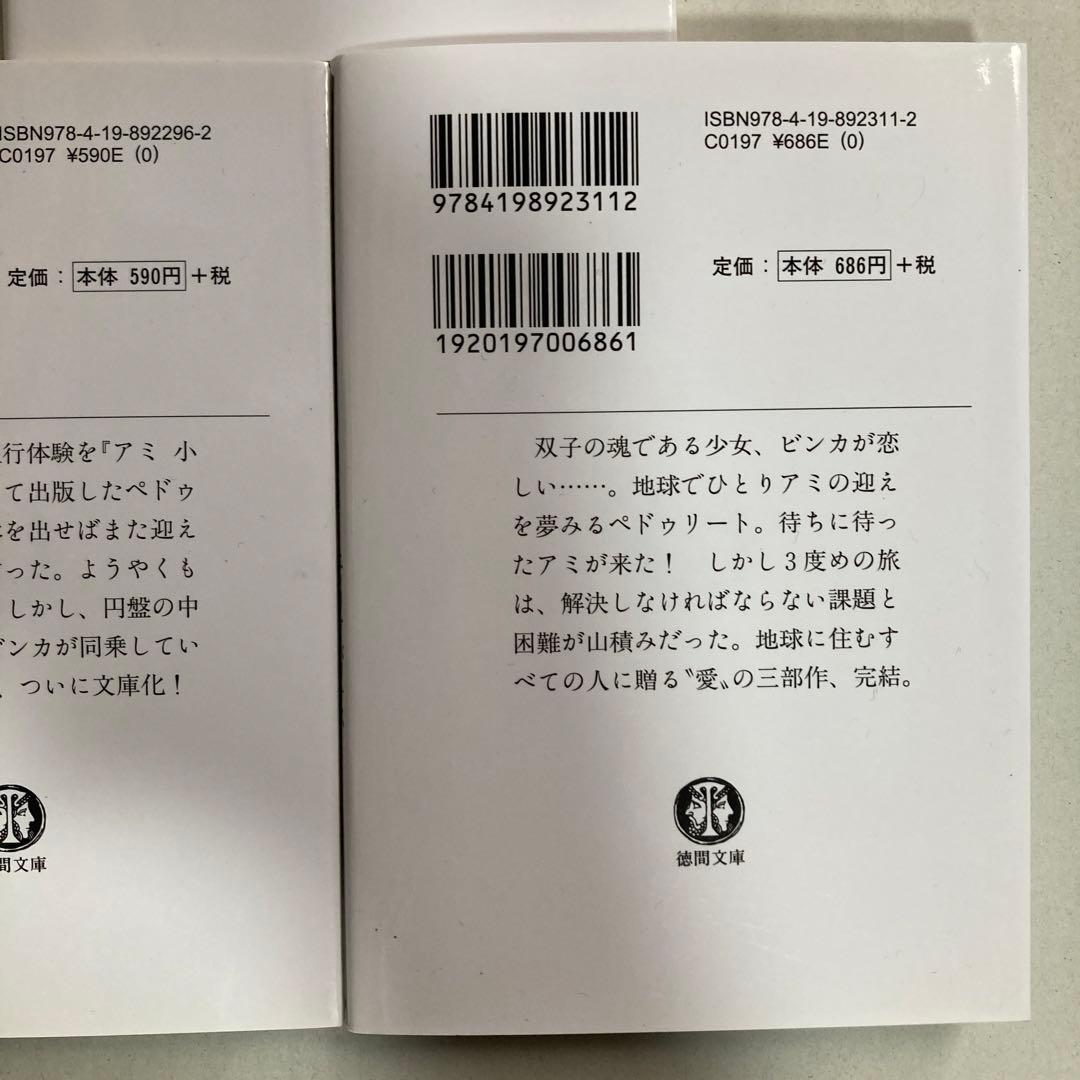 ISBN978-4-19-892296-2
C0197 ¥590E (0)
定価：本体 590円＋税
行体験を『アミ 小
て出版したペドゥ
を出せばまた迎え
った。ようやくも
しかし、円盤の中
ンカが同乗してい
、ついに文庫化！
間文庫
9784198923112
ISBN978-4-19-892311-2
C0197 ¥686E (0)
1920197006861
定価：本体 686円＋税
双子の魂である少女、ビンカが恋
しい……。地球でひとりアミの迎え
を夢みるペドゥリート。待ちに待っ
たアミが来た！　しかし３度めの旅
は、解決しなければならない課題と
困難が山積みだった。地球に住むす
べての人に贈る〝愛〟の三部作、完結。
徳間文庫